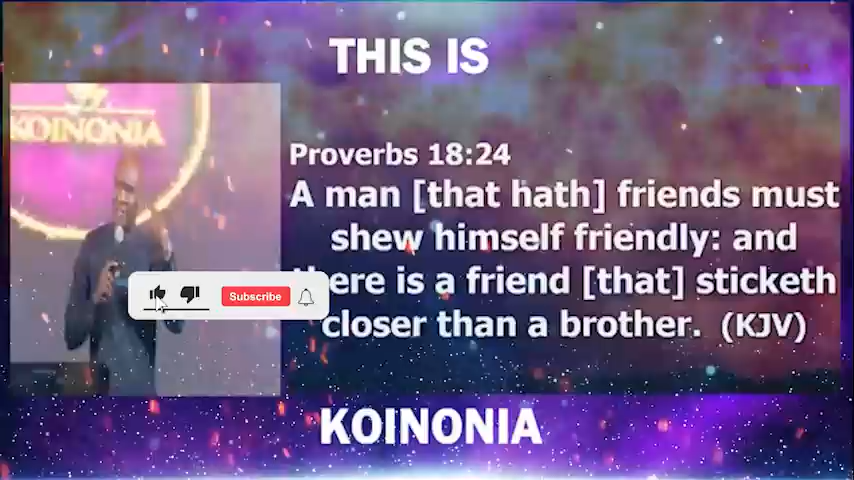 THIS IS
KOINONIA
Proverbs 18:24
A man [that hath] friends must
shew himself friendly: and
there is a friend [that] sticketh
closer than a brother. (KJV)
Subscribe
KOINONIA